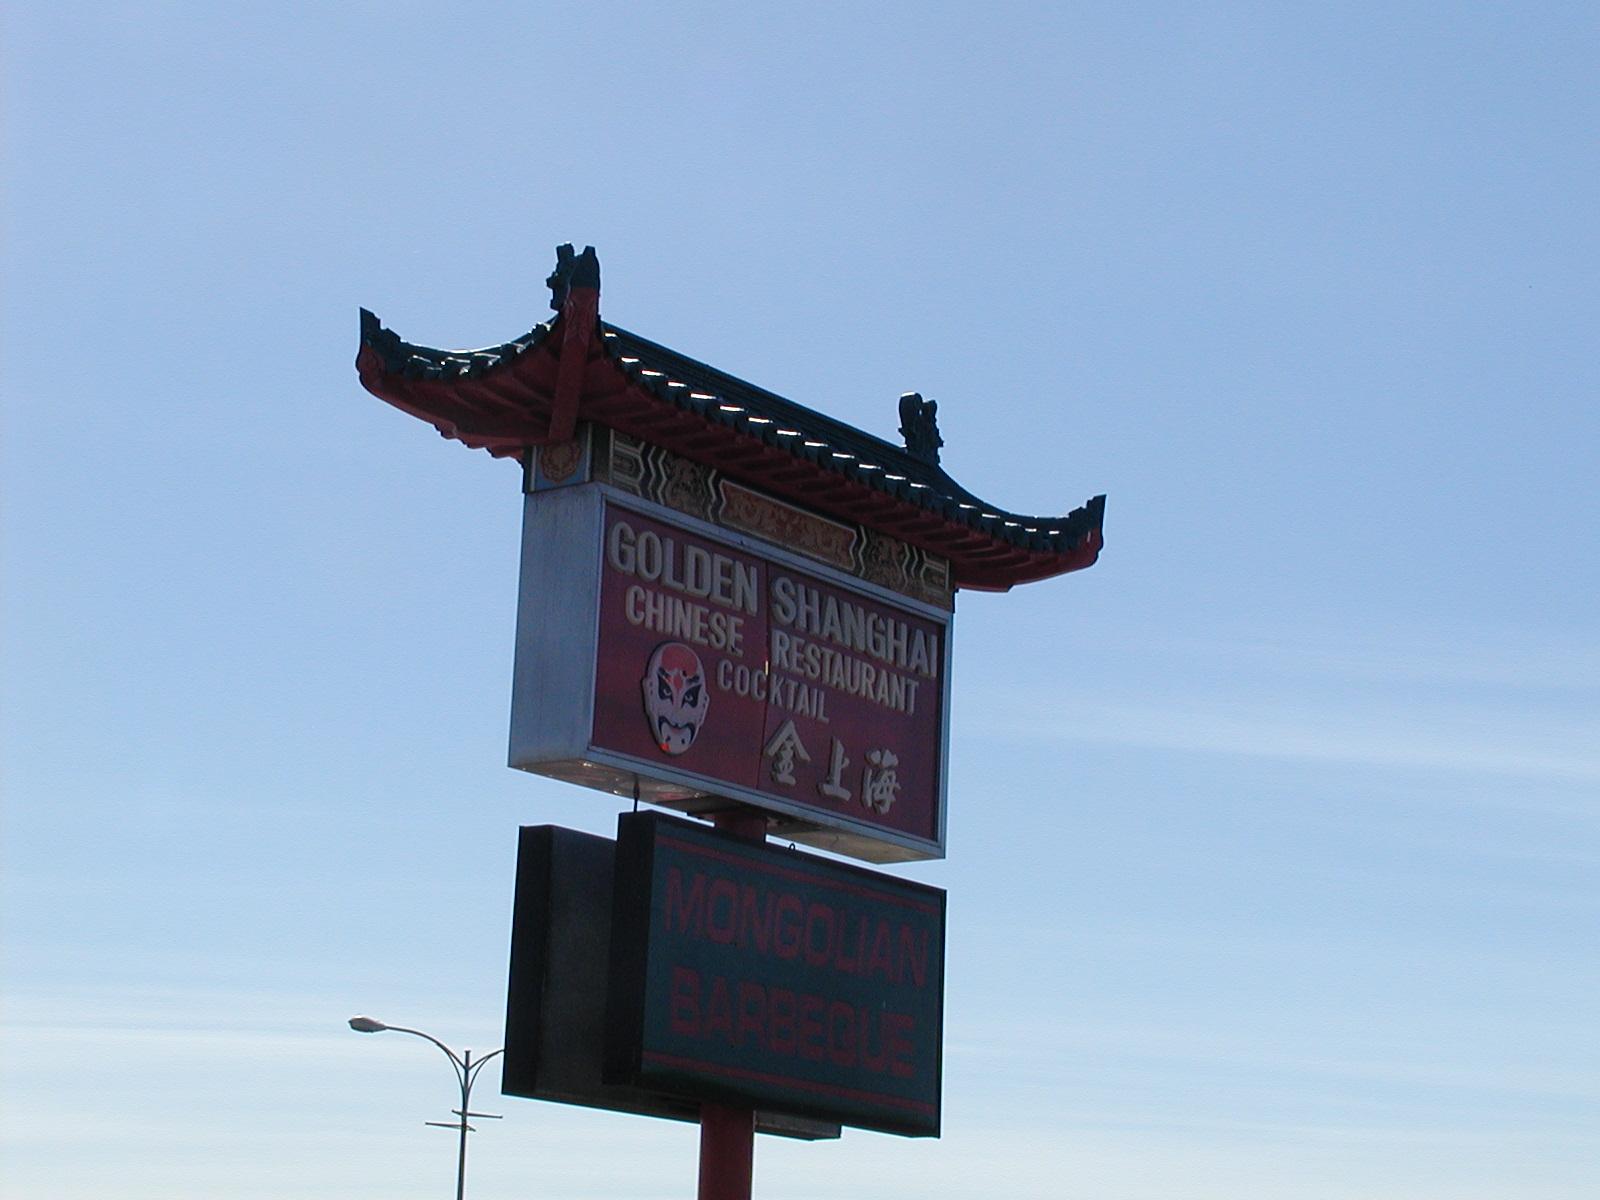 GOLDEN SHANGHAI
CHINESE RESTAURANT
COCKTAIL
金上海
MONGOLIAN
BARBEQUE